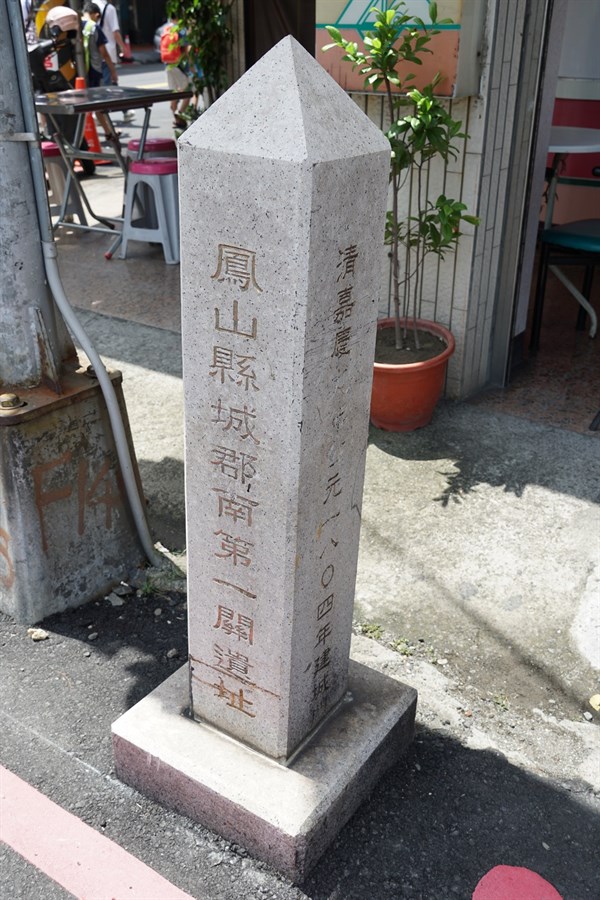 鳳山縣城郡南第一關遺址
清嘉慶 元一八〇四年建城